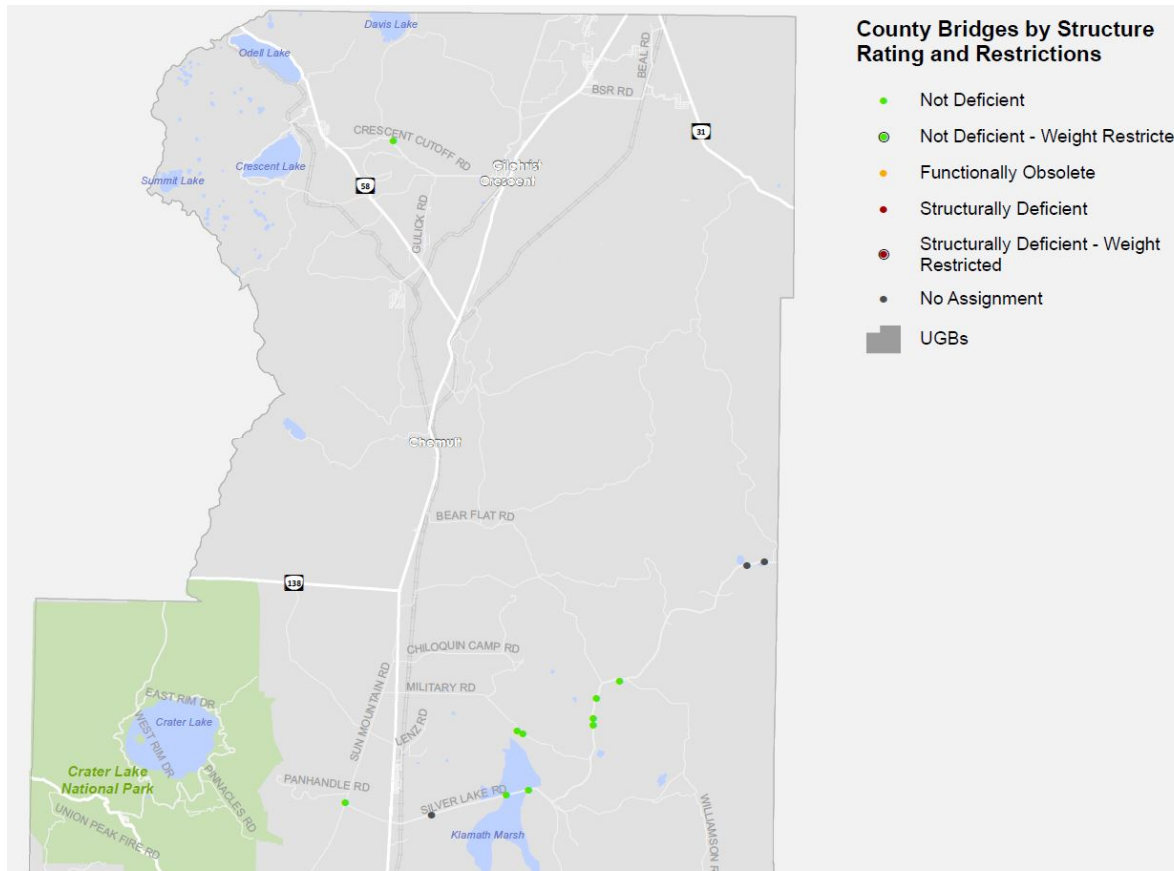 Davis Lake
Odell Lake
BEAL RD
BSR RD
31
CRESCENT CUTOFF RD
Gilchrist
Crescent
Crescent Lake
Summit Lake
58
GULICK RD
Chemult
BEAR FLAT RD
138
CHILOQUIN CAMP RD
MILITARY RD
SUN MOUNTAIN RD
LENZ RD
EAST RIM DR
Crater Lake
WEST RIM DR
Crater Lake
National Park
PINNACLES RD
PANHANDLE RD
SILVER LAKE RD
UNION PEAK FIRE RD
Klamath Marsh
WILLIAMSON R
County Bridges by Structure
Rating and Restrictions
Not Deficient
Not Deficient - Weight Restricte
Functionally Obsolete
Structurally Deficient
Structurally Deficient - Weight
Restricted
No Assignment
UGBs